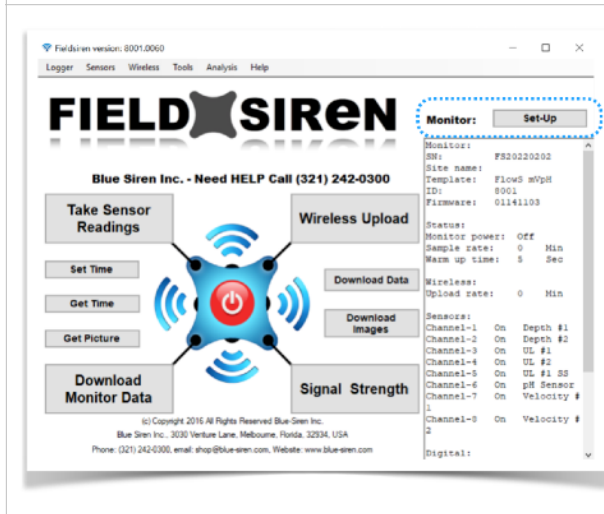 Fieldsiren version: 8001.0060
Logger Sensors Wireless Tools Analysis Help
FIELD SIReN
Blue Siren Inc. - Need HELP Call (321) 242-0300
Take Sensor
Readings
Wireless Upload
Set Time
Get Time
Get Picture
Download Data
Download
Images
Download
Monitor Data
Signal Strength
(c) Copyright 2016 All Rights Reserved Blue-Siren Inc.
Blue Siren Inc., 3030 Venture Lane, Melbourne, Florida, 32934, USA
Phone: (321) 242-0300, email: shop@blue-siren.com, Website: www.blue-siren.com
Monitor: Set-Up
Monitor:
SN: FS20220202
Site name:
Template: FlowS mVpH
ID: 8001
Firmware: 01141103
Status:
Monitor power: Off
Sample rate: 0 Min
Warm up time: 5 Sec
Wireless:
Upload rate: 0 Min
Sensors:
Channel-1 On Depth #1
Channel-2 On Depth #2
Channel-3 On UL #1
Channel-4 On UL #2
Channel-5 On UL #1 SS
Channel-6 On pH Sensor
Channel-7 On Velocity #
1
Channel-8 On Velocity #
2
Digital: